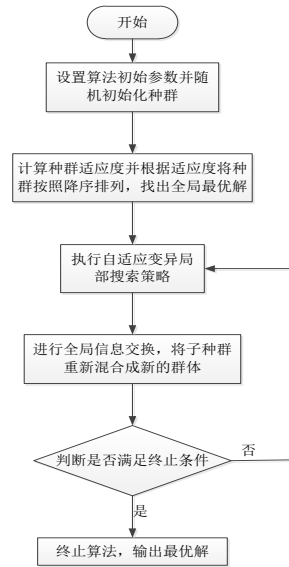 开始
设置算法初始参数并随
机初始化种群
计算种群适应度并根据适应度将种
群按照降序排列，找出全局最优解
执行自适应变异局
部搜索策略
进行全局信息交换，将子种群
重新混合成新的群体
判断是否满足终止条件
否
是
终止算法，输出最优解